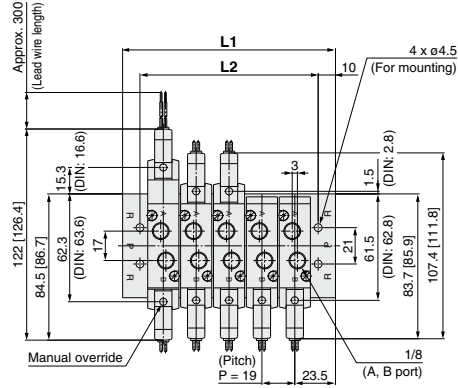 Approx. 300
(Lead wire length)
L1
L2
4 x ø4.5
(For mounting)
10
15.3
(DIN: 16.6)
(DIN: 2.8)
3
1.5
122 [126.4]
84.5 [86.7]
62.3
(DIN: 63.6)
17
R
P
R
A
A
A
A
A
B
B
B
B
B
R
P
R
21
61.5
(DIN: 62.8)
83.7 [85.9]
107.4 [111.8]
Manual override
(Pitch)
P = 19
23.5
1/8
(A, B port)